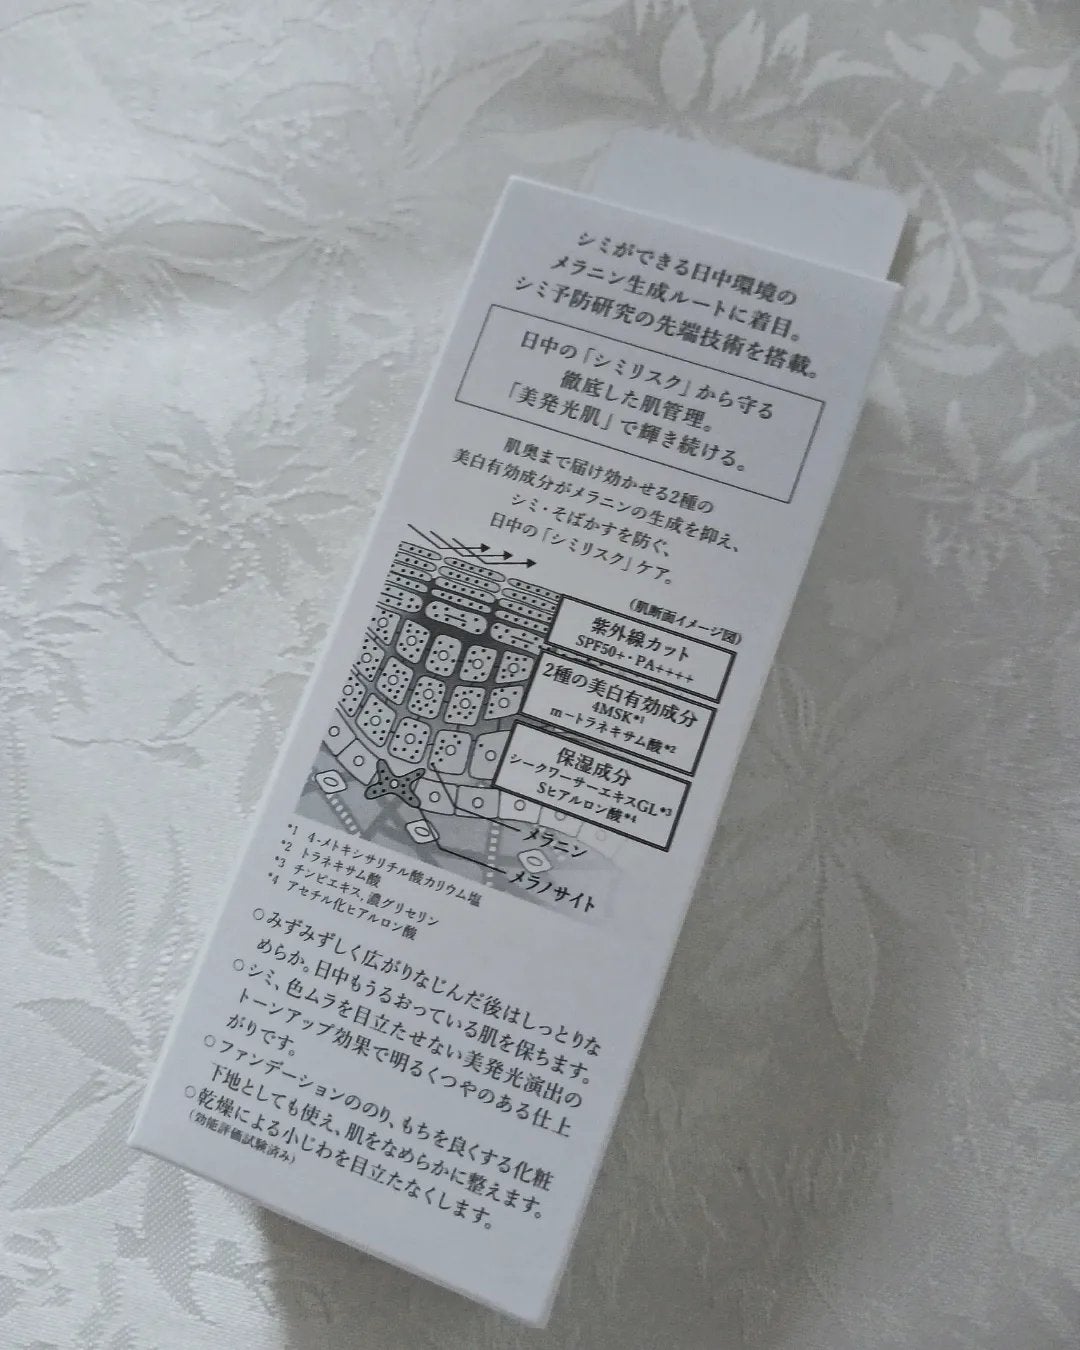 シミができる日中環境の
メラニン生成ルートに着目。
シミ予防研究の先端技術を搭載。
日中の「シミリスク」から守る
徹底した肌管理。
「美発光肌」で輝き続ける。
肌奥まで届け効かせる2種の
美白有効成分がメラニンの生成を抑え、
シミ・そばかすを防ぐ、
日中の「シミリスク」ケア。
(肌断面イメージ図)
紫外線カット
SPF50+・PA++++
2種の美白有効成分
4MSK*1
m-トラネキサム酸*2
保湿成分
シークワーサーエキスGL*3
Sヒアルロン酸*4
メラニン
メラノサイト
*1 4-メトキシサリチル酸カリウム塩
*2 トラネキサム酸
*3 チンピエキス,濃グリセリン
*4 アセチル化ヒアルロン酸
○みずみずしく広がりなじんだ後はしっとりな
めらか。日中もうるおっている肌を保ちます。
○シミ、色ムラを目立たせない美発光演出の
トーンアップ効果で明るくつやのある仕上
がりです。
○ファンデーションののり、もちを良くする化粧
下地としても使え、肌をなめらかに整えます。
○乾燥による小じわを目立たなくします。
(効能評価試験済み)